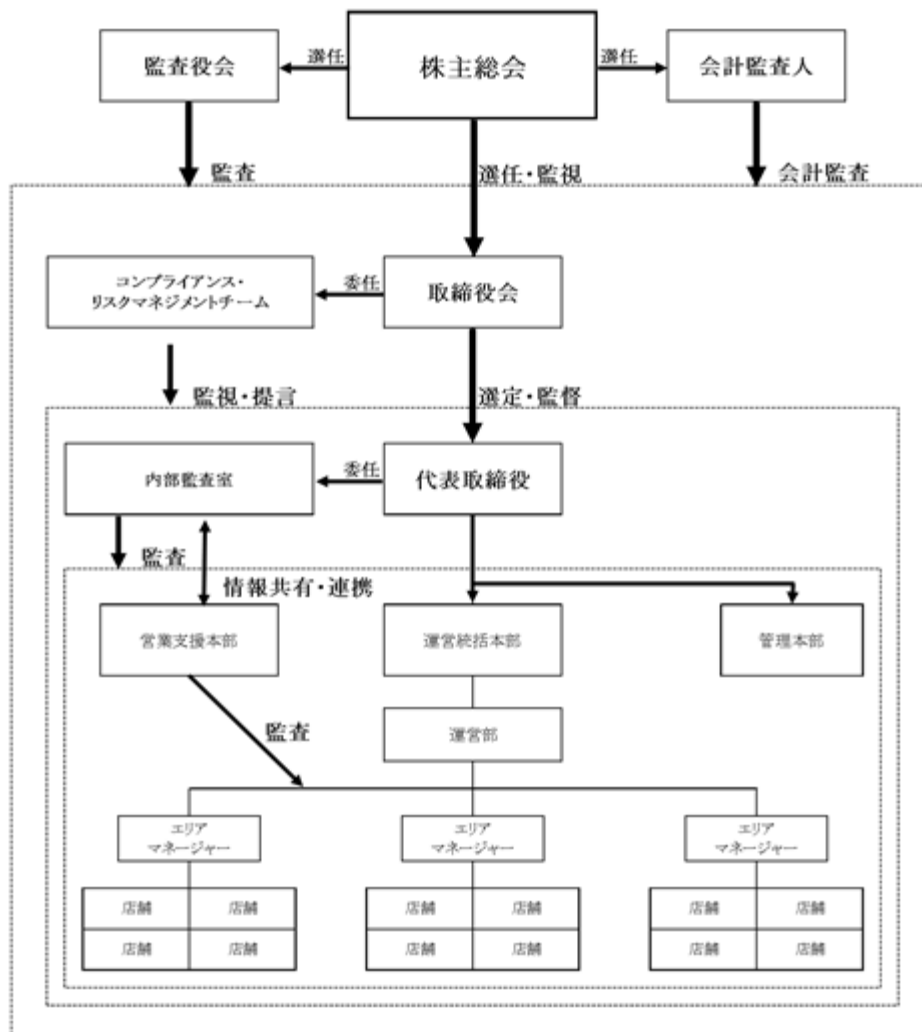 監査役会
選任
株主総会
選任
会計監査人
監査
選任・監視
会計監査
コンプライアンス・
リスクマネジメントチーム
委任
取締役会
監視・提言
選定・監督
内部監査室
委任
代表取締役
監査
情報共有・連携
営業支援本部
運営統括本部
管理本部
監査
運営部
エリア
マネージャー
エリア
マネージャー
エリア
マネージャー
店舗
店舗
店舗
店舗
店舗
店舗
店舗
店舗
店舗
店舗
店舗
店舗